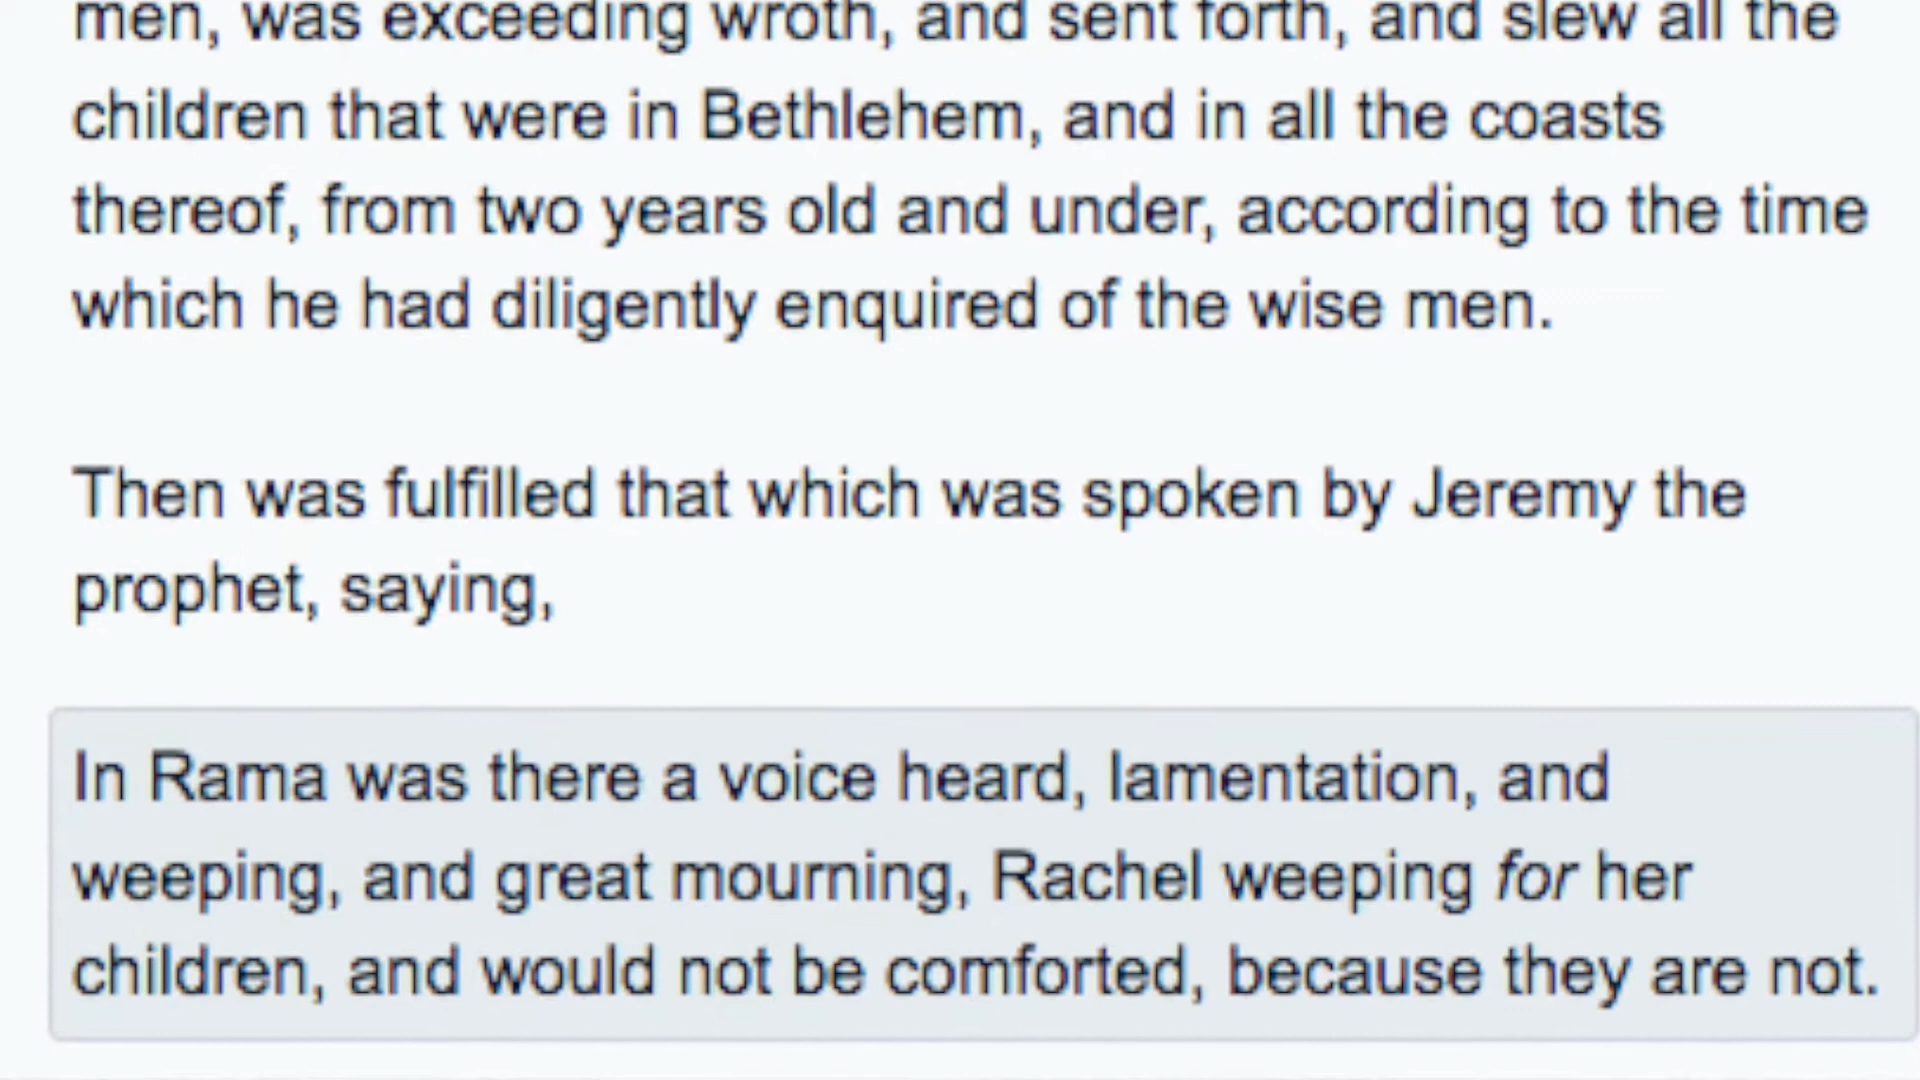 men, was exceeding wroth, and sent forth, and slew all the
children that were in Bethlehem, and in all the coasts
thereof, from two years old and under, according to the time
which he had diligently enquired of the wise men.
Then was fulfilled that which was spoken by Jeremy the
prophet, saying,
In Rama was there a voice heard, lamentation, and
weeping, and great mourning, Rachel weeping for her
children, and would not be comforted, because they are not.